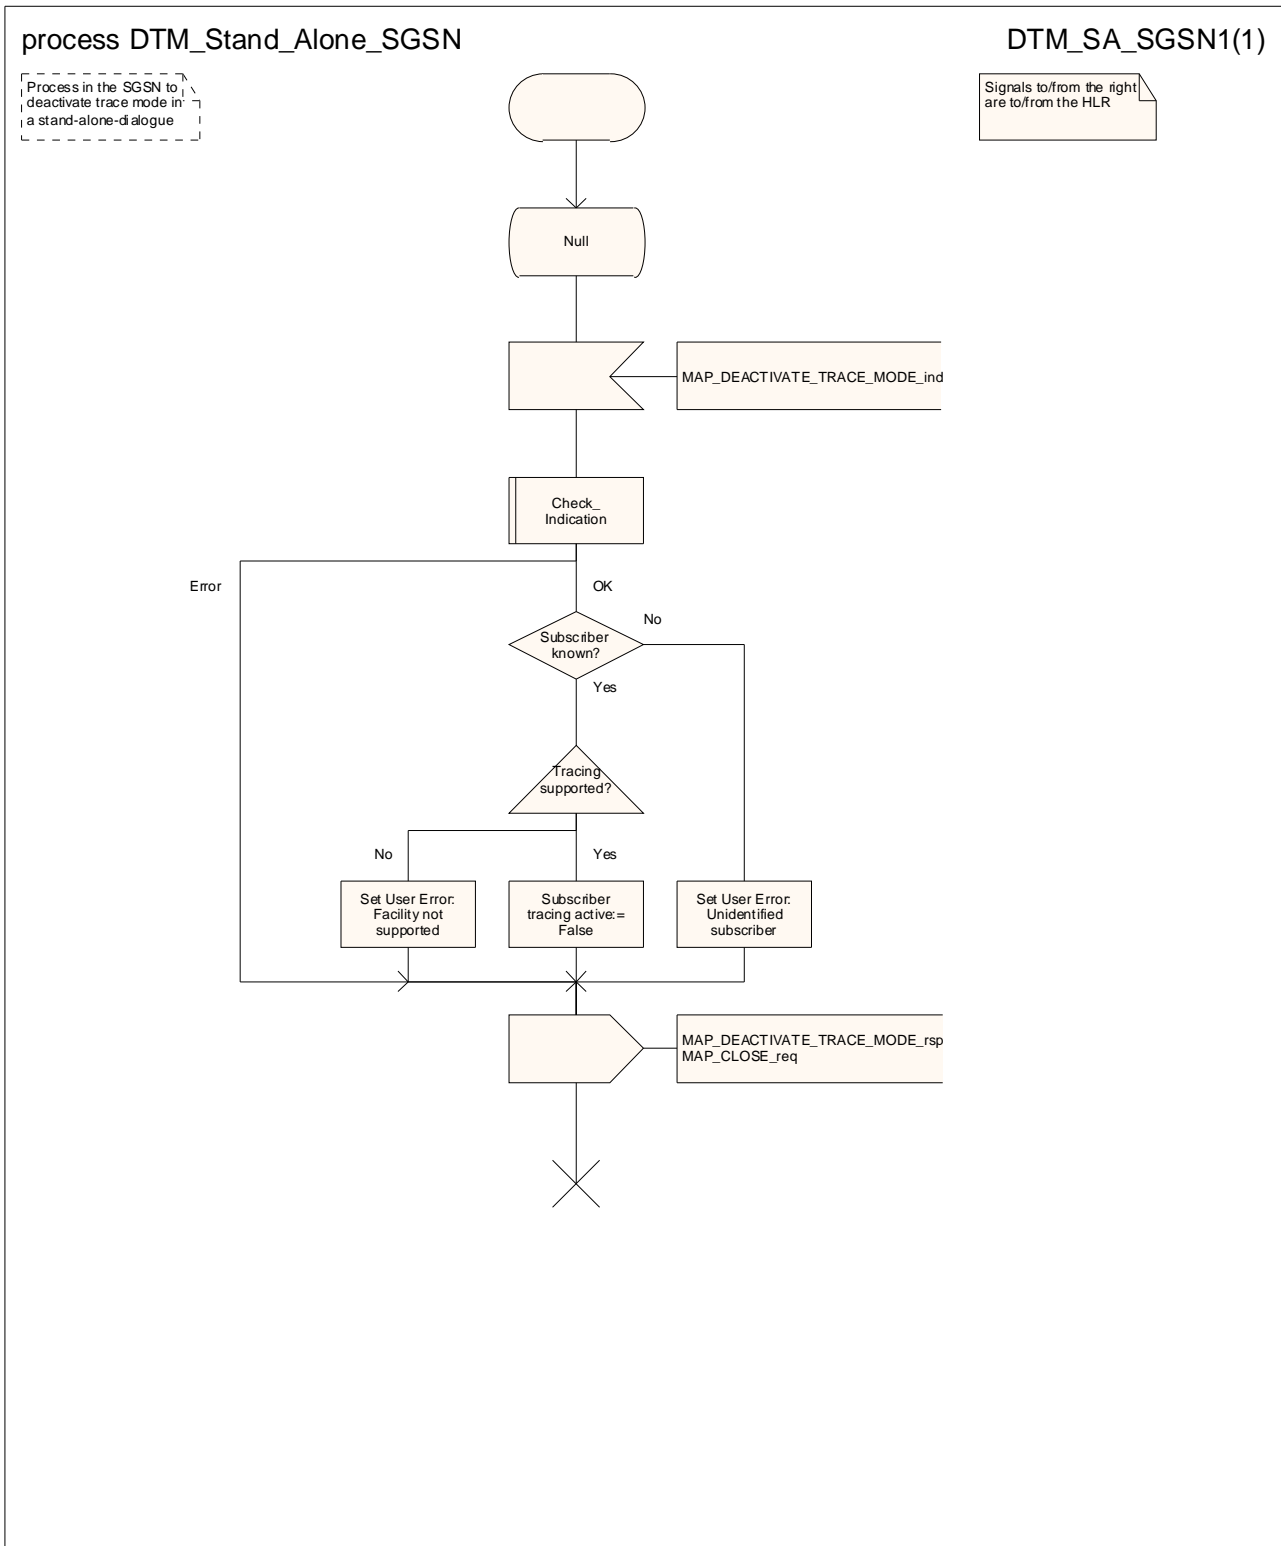 process DTM_Stand_Alone_SGSN
DTM_SA_SGSN1(1)
Process in the SGSN to
deactivate trace mode in
a stand-alone-dialogue
Signals to/from the right
are to/from the HLR
Null
MAP_DEACTIVATE_TRACE_MODE_ind
Check_
Indication
Error
OK
No
Subscriber
known?
Yes
Tracing
supported?
No
Yes
Set User Error:
Facility not
supported
Subscriber
tracing active:=
False
Set User Error:
Unidentified
subscriber
MAP_DEACTIVATE_TRACE_MODE_rsp
MAP_CLOSE_req